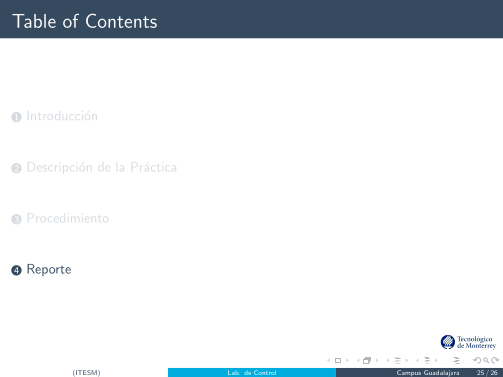 Table of Contents
1 Introducción
2 Descripción de la Práctica
3 Procedimiento
4 Reporte
Tecnológico
de Monterrey
(ITESM)
Lab. de Control
Campus Guadalajara
25 / 26